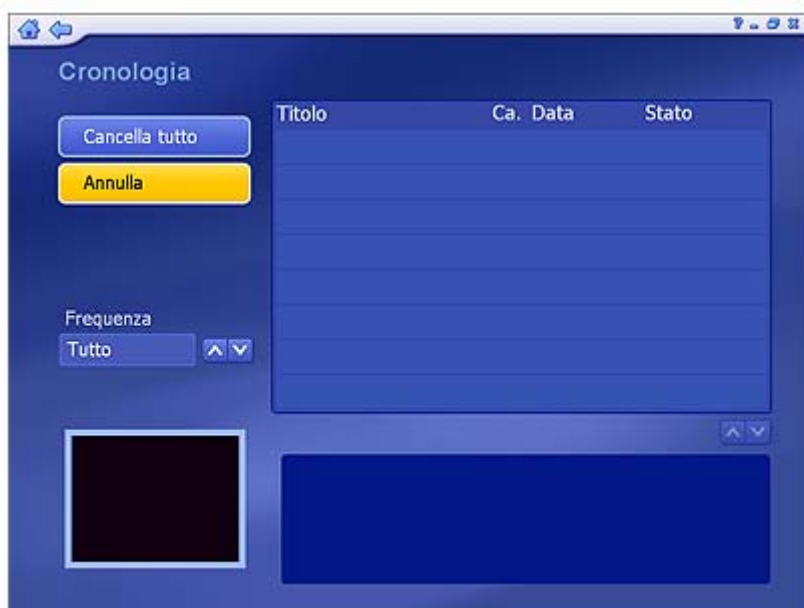 Cronologia
Titolo Ca. Data Stato
Cancella tutto
Annulla
Frequenza
Tutto